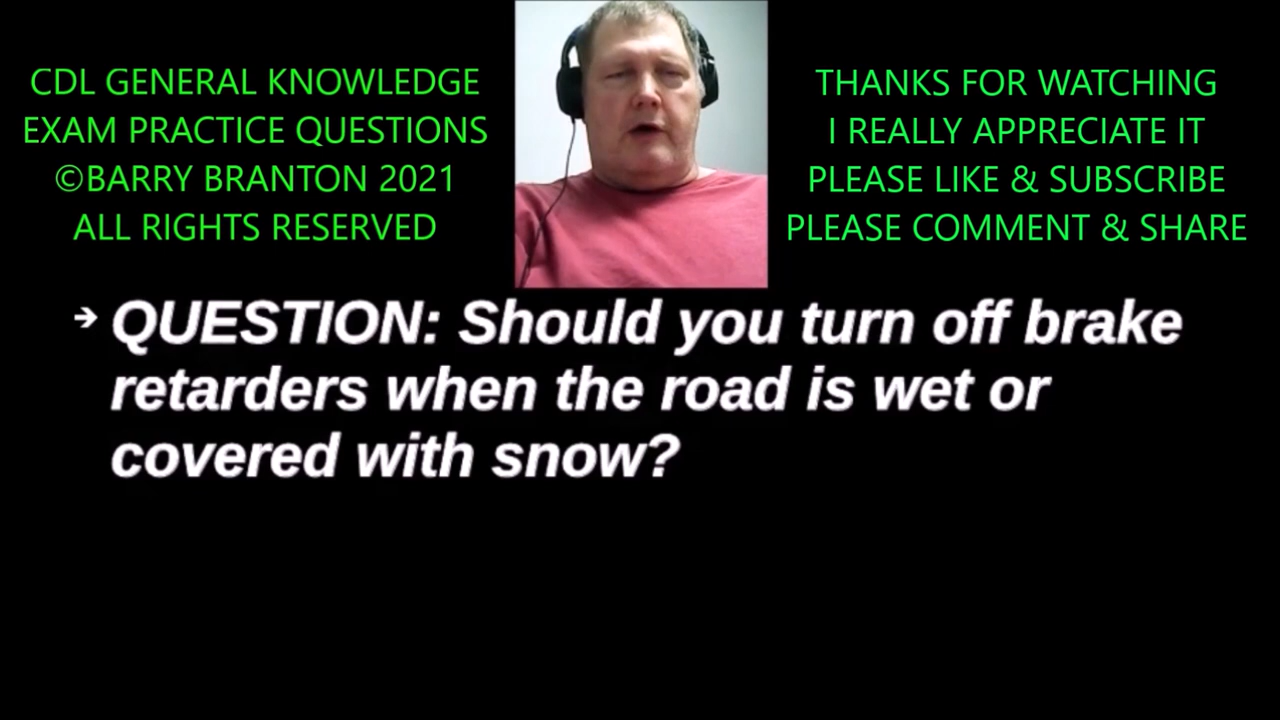 CDL GENERAL KNOWLEDGE
EXAM PRACTICE QUESTIONS
©BARRY BRANTON 2021
ALL RIGHTS RESERVED
THANKS FOR WATCHING
I REALLY APPRECIATE IT
PLEASE LIKE & SUBSCRIBE
PLEASE COMMENT & SHARE
➔ QUESTION: Should you turn off brake
retarders when the road is wet or
covered with snow?